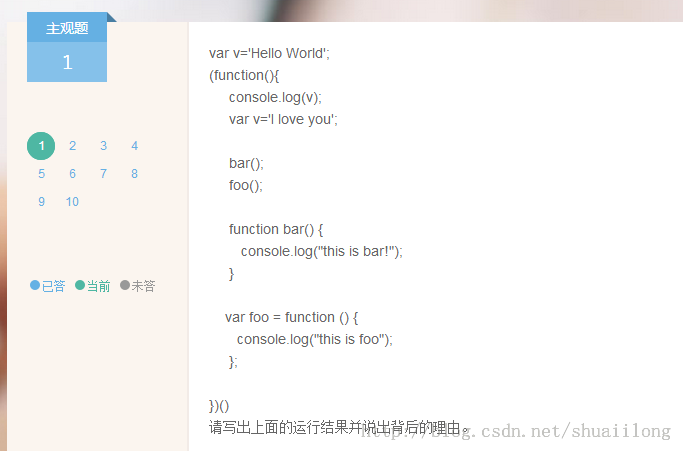 主观题
1
1 2 3 4
5 6 7 8
9 10
已答 当前 未答
var v='Hello World';
(function(){
console.log(v);
var v='I love you';
bar();
foo();
function bar() {
console.log("this is bar!");
}
var foo = function () {
console.log("this is foo");
};
})()
请写出上面的运行结果并说出背后的理由。
http://blog.csdn.net/shuaiilong